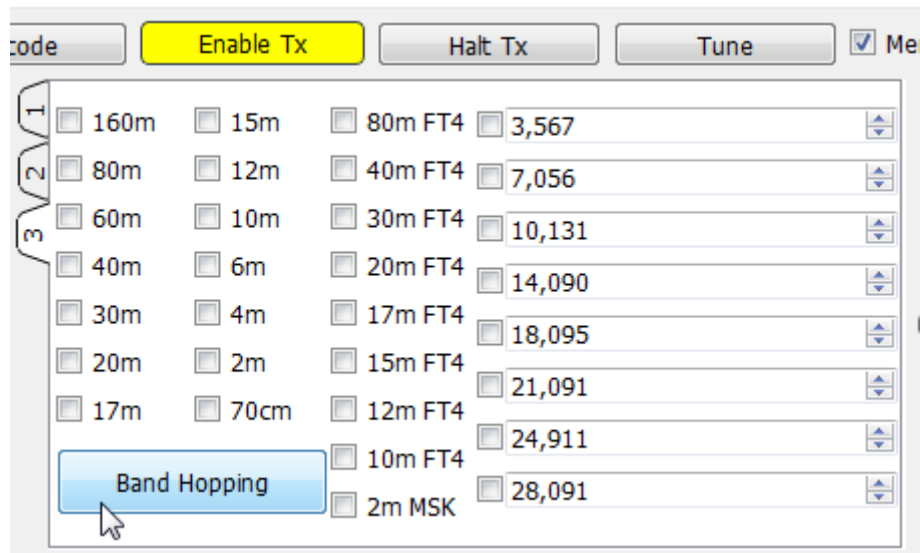 code Enable Tx Halt Tx Tune Me
1
2
3
160m 15m 80m FT4 3,567
80m 12m 40m FT4 7,056
60m 10m 30m FT4 10,131
40m 6m 20m FT4 14,090
30m 4m 17m FT4 18,095
20m 2m 15m FT4 21,091
17m 70cm 12m FT4 24,911
Band Hopping 10m FT4 28,091
2m MSK